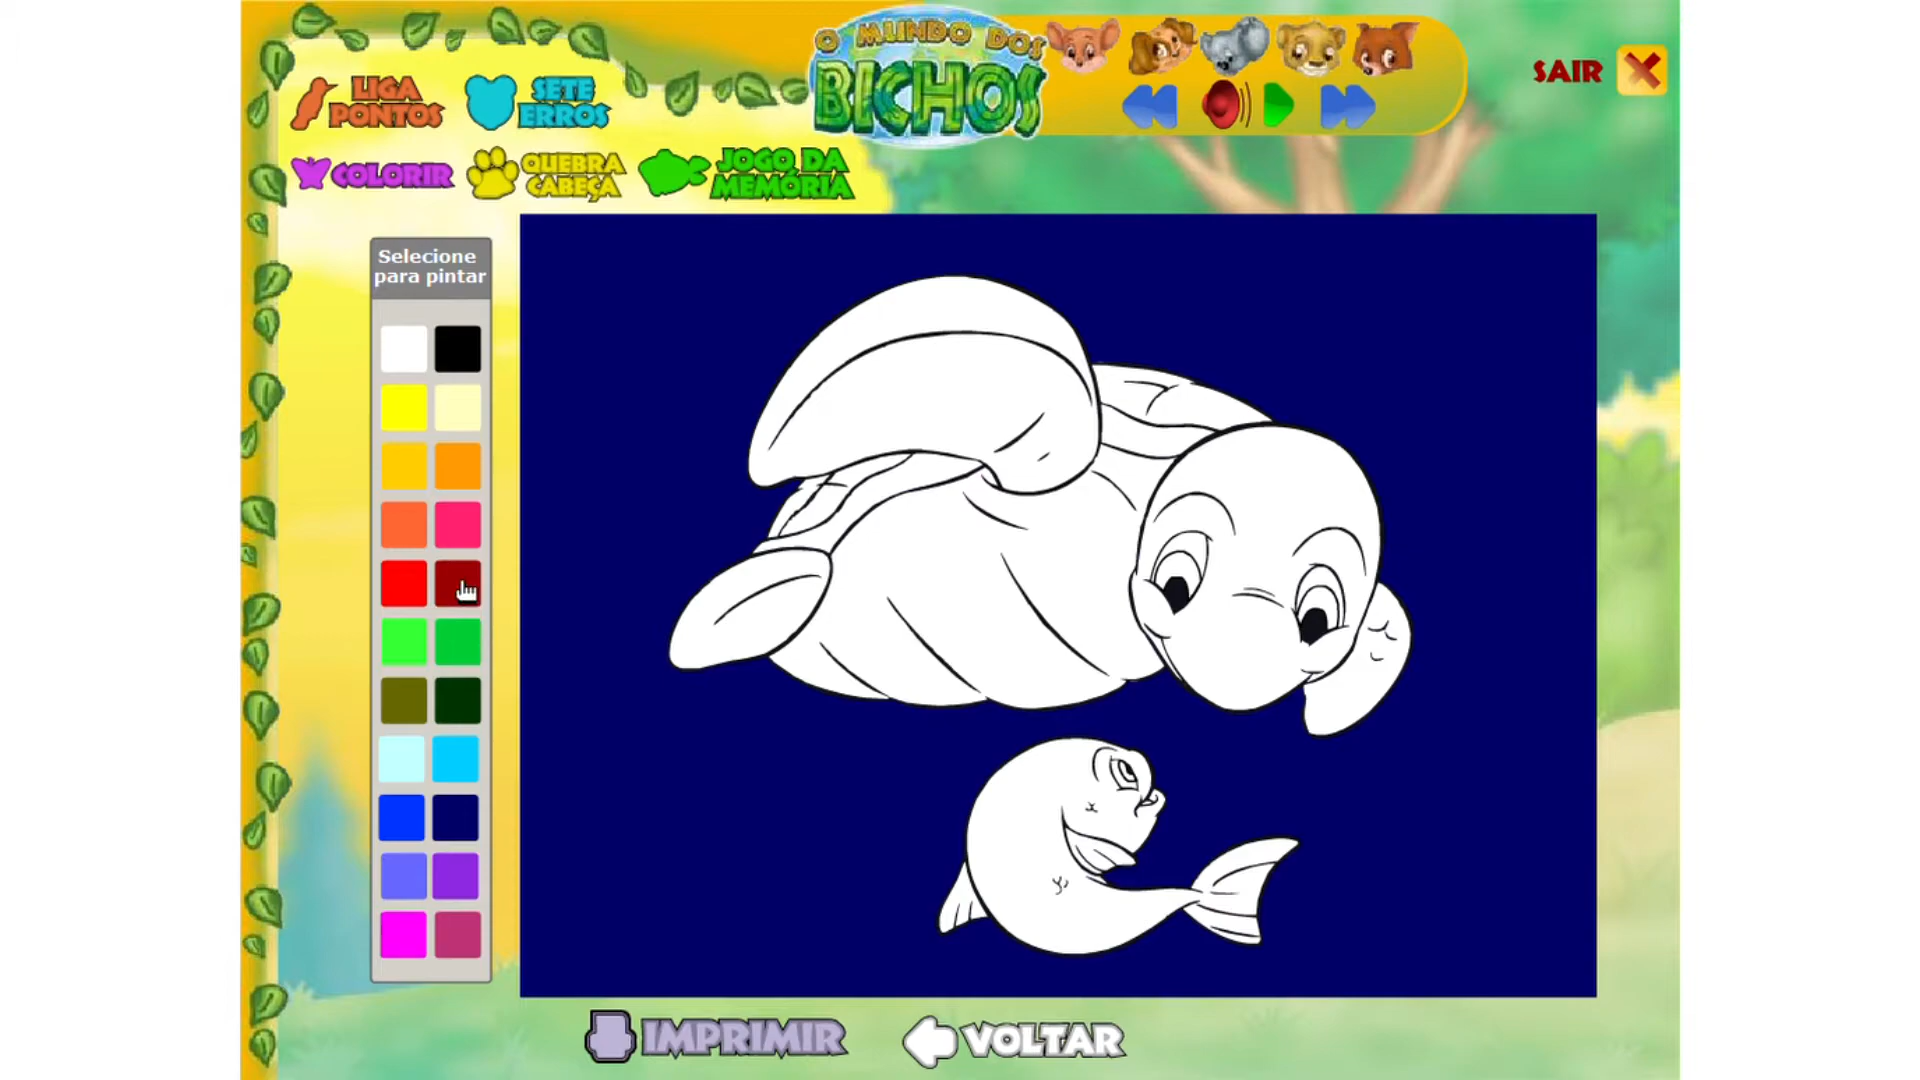 O MUNDO DOS
BICHOS
SAIR
LIGA
PONTOS
SETE
ERROS
COLORIR
QUEBRA
CABEÇA
JOGO DA
MEMÓRIA
Selecione
para pintar
IMPRIMIR
VOLTAR